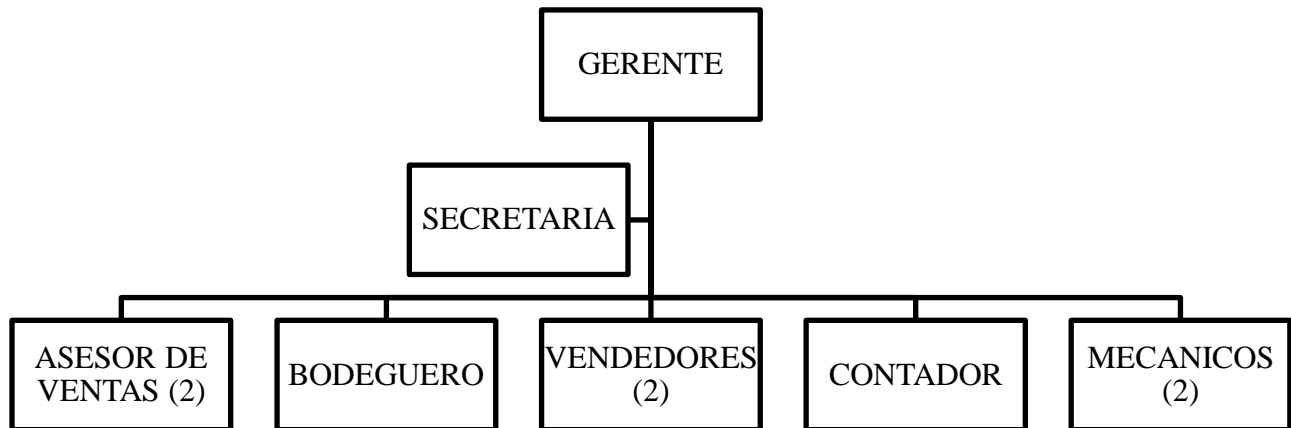 GERENTE
SECRETARIA
ASESOR DE
VENTAS (2)
BODEGUERO
VENDEDORES
(2)
CONTADOR
MECANICOS
(2)